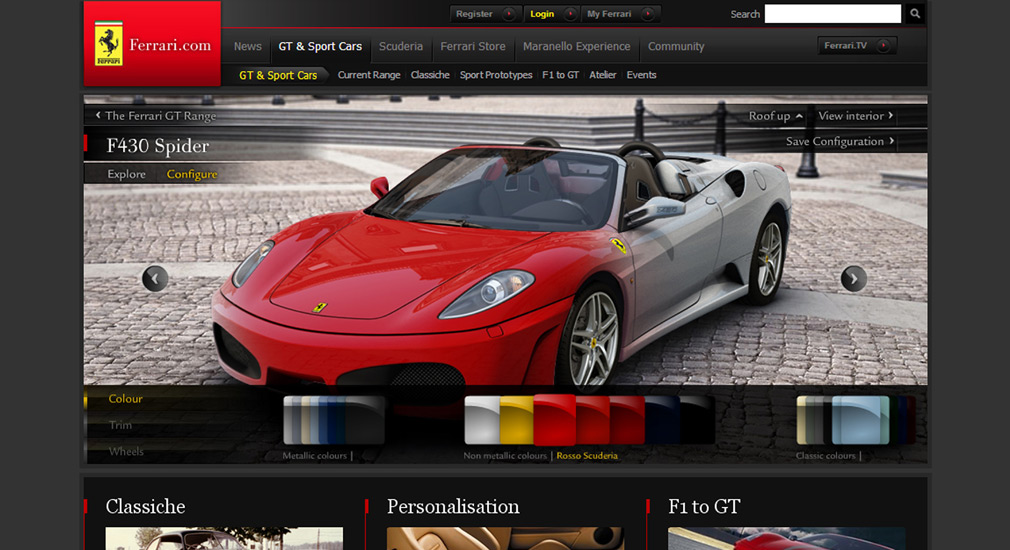 Register
Login
My Ferrari
Search
Ferrari.com
News
GT & Sport Cars
Scuderia
Ferrari Store
Maranello Experience
Community
Ferrari.TV
GT & Sport Cars
Current Range
Classiche
Sport Prototypes
F1 to GT
Atelier
Events
The Ferrari GT Range
Roof up
View interior
F430 Spider
Save Configuration
Explore
Configure
Colour
Trim
Wheels
Metallic colours |
Non metallic colours | Rosso Scuderia
Classic colours |
Classiche
Personalisation
F1 to GT